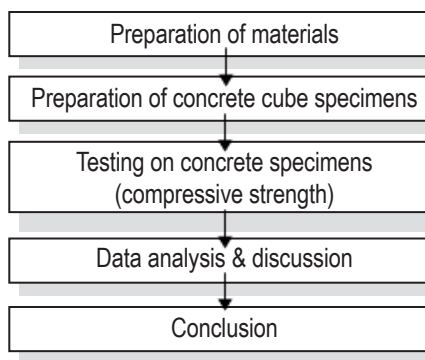 Preparation of materials
Preparation of concrete cube specimens
Testing on concrete specimens
(compressive strength)
Data analysis & discussion
Conclusion